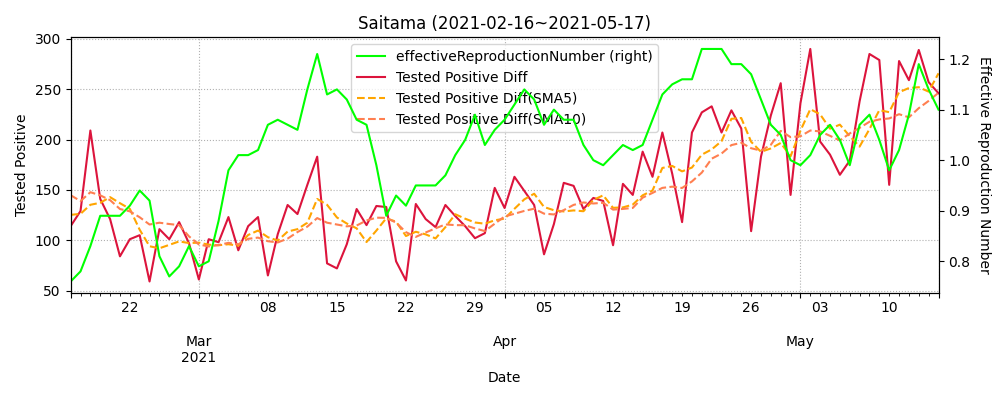 Saitama (2021-02-16~2021-05-17)
effectiveReproductionNumber (right)
Tested Positive Diff
Tested Positive Diff(SMA5)
Tested Positive Diff(SMA10)
Tested Positive
300
250
200
150
100
50
1.2
1.1
1.0
0.9
0.8
Effective Reproduction Number
22 08 15 22 29 05 12 19 26 03 10
Mar Apr May
2021
Date